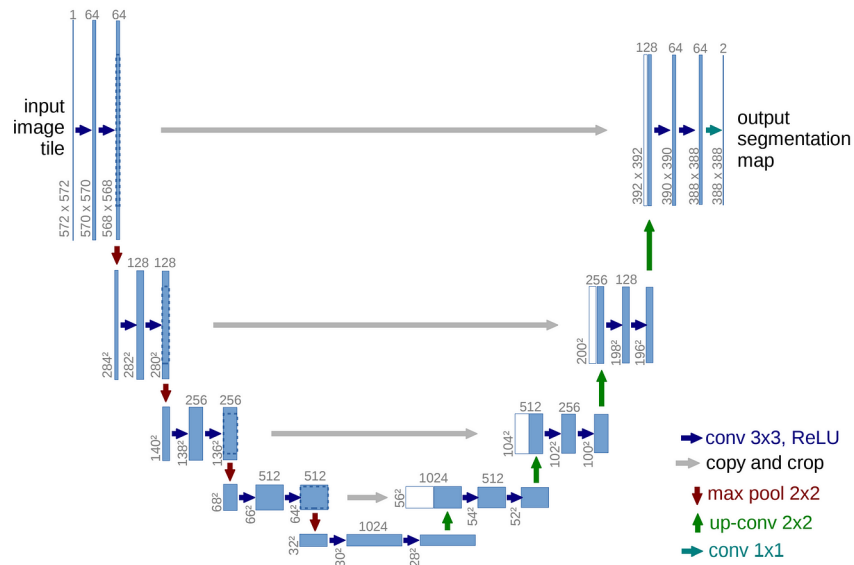 1
64
64
input
image
tile
572 x 572
570 x 570
568 x 568
128
64
64
2
output
segmentation
map
392 x 392
390 x 390
388 x 388
388 x 388
128
128
284²
282²
280²
256
128
200²
198²
196²
256
256
140²
138²
136²
512
256
104²
102²
100²
512
512
68²
66²
64²
1024
512
56²
54²
52²
1024
32²
30²
28²
conv 3x3, ReLU
copy and crop
max pool 2x2
up-conv 2x2
conv 1x1